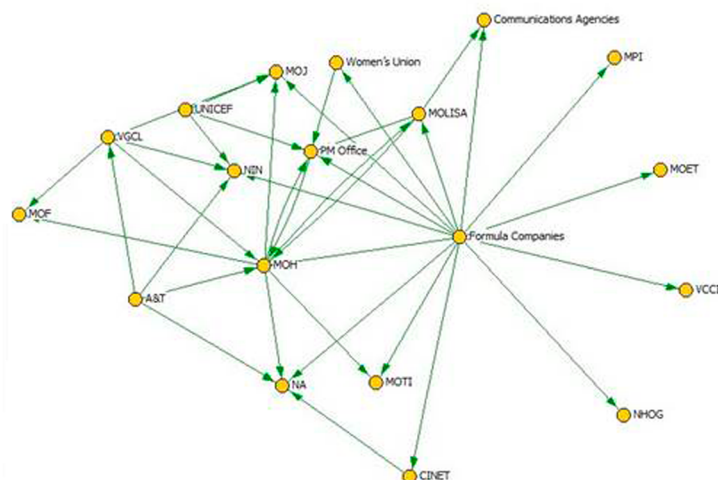 Communications Agencies
MPI
Women's Union
MOJ
UNICEF
MOLISA
VGCL
PM Office
NIN
MOET
MOF
Formula Companies
MOH
VCCI
A&T
MOTI
NA
NHOG
CINET